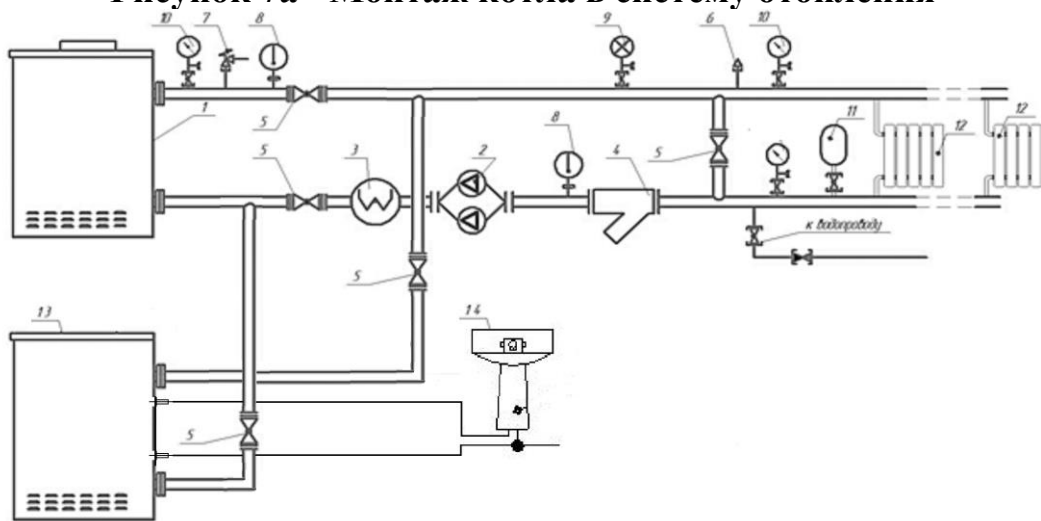 Рисунок 7а - Монтаж котла в систему отопления
10 7 8 9 6 10
1 5 11 12 12
5 3 2 8 4 5
к водопроводу
5
13 14
5